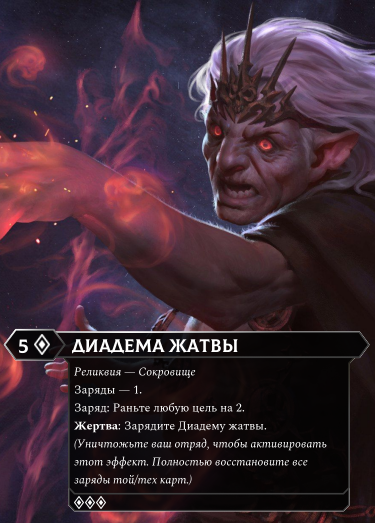 5 ДИАДЕМА ЖАТВЫ
Реликвия — Сокровище
Заряды — 1.
Заряд: Раньте любую цель на 2.
Жертва: Зарядите Диадему жатвы.
(Уничтожьте ваш отряд, чтобы активировать
этот эффект. Полностью восстановите все
заряды той/тех карт.)